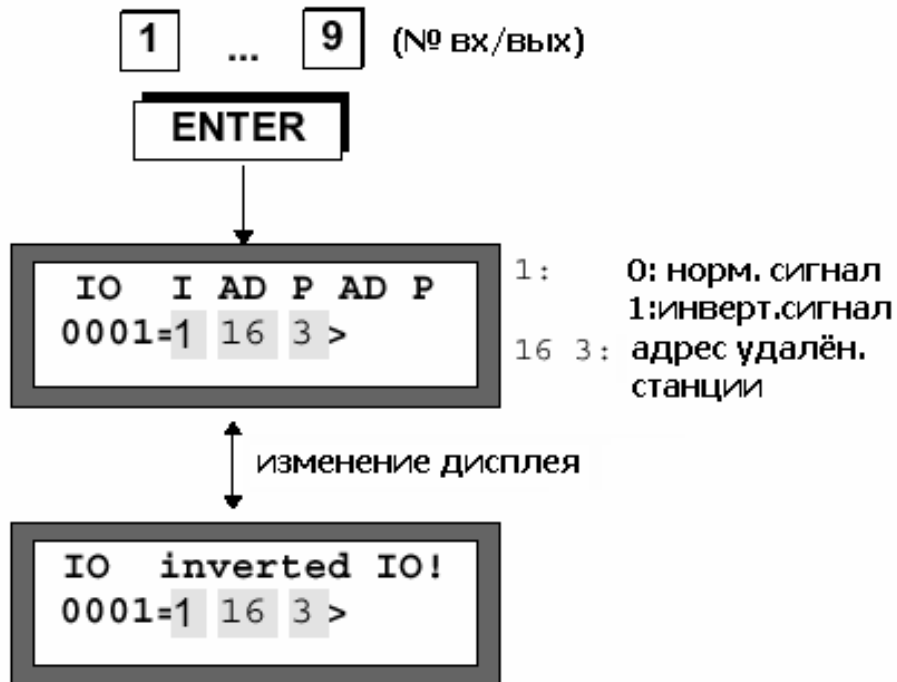 1 ... 9 (№ вх/вых)
ENTER
IO I AD P AD P
0001=1 16 3 >
1: 0: норм. сигнал
1:инверт.сигнал
16 3: адрес удалён.
станции
изменение дисплея
IO inverted IO!
0001=1 16 3 >